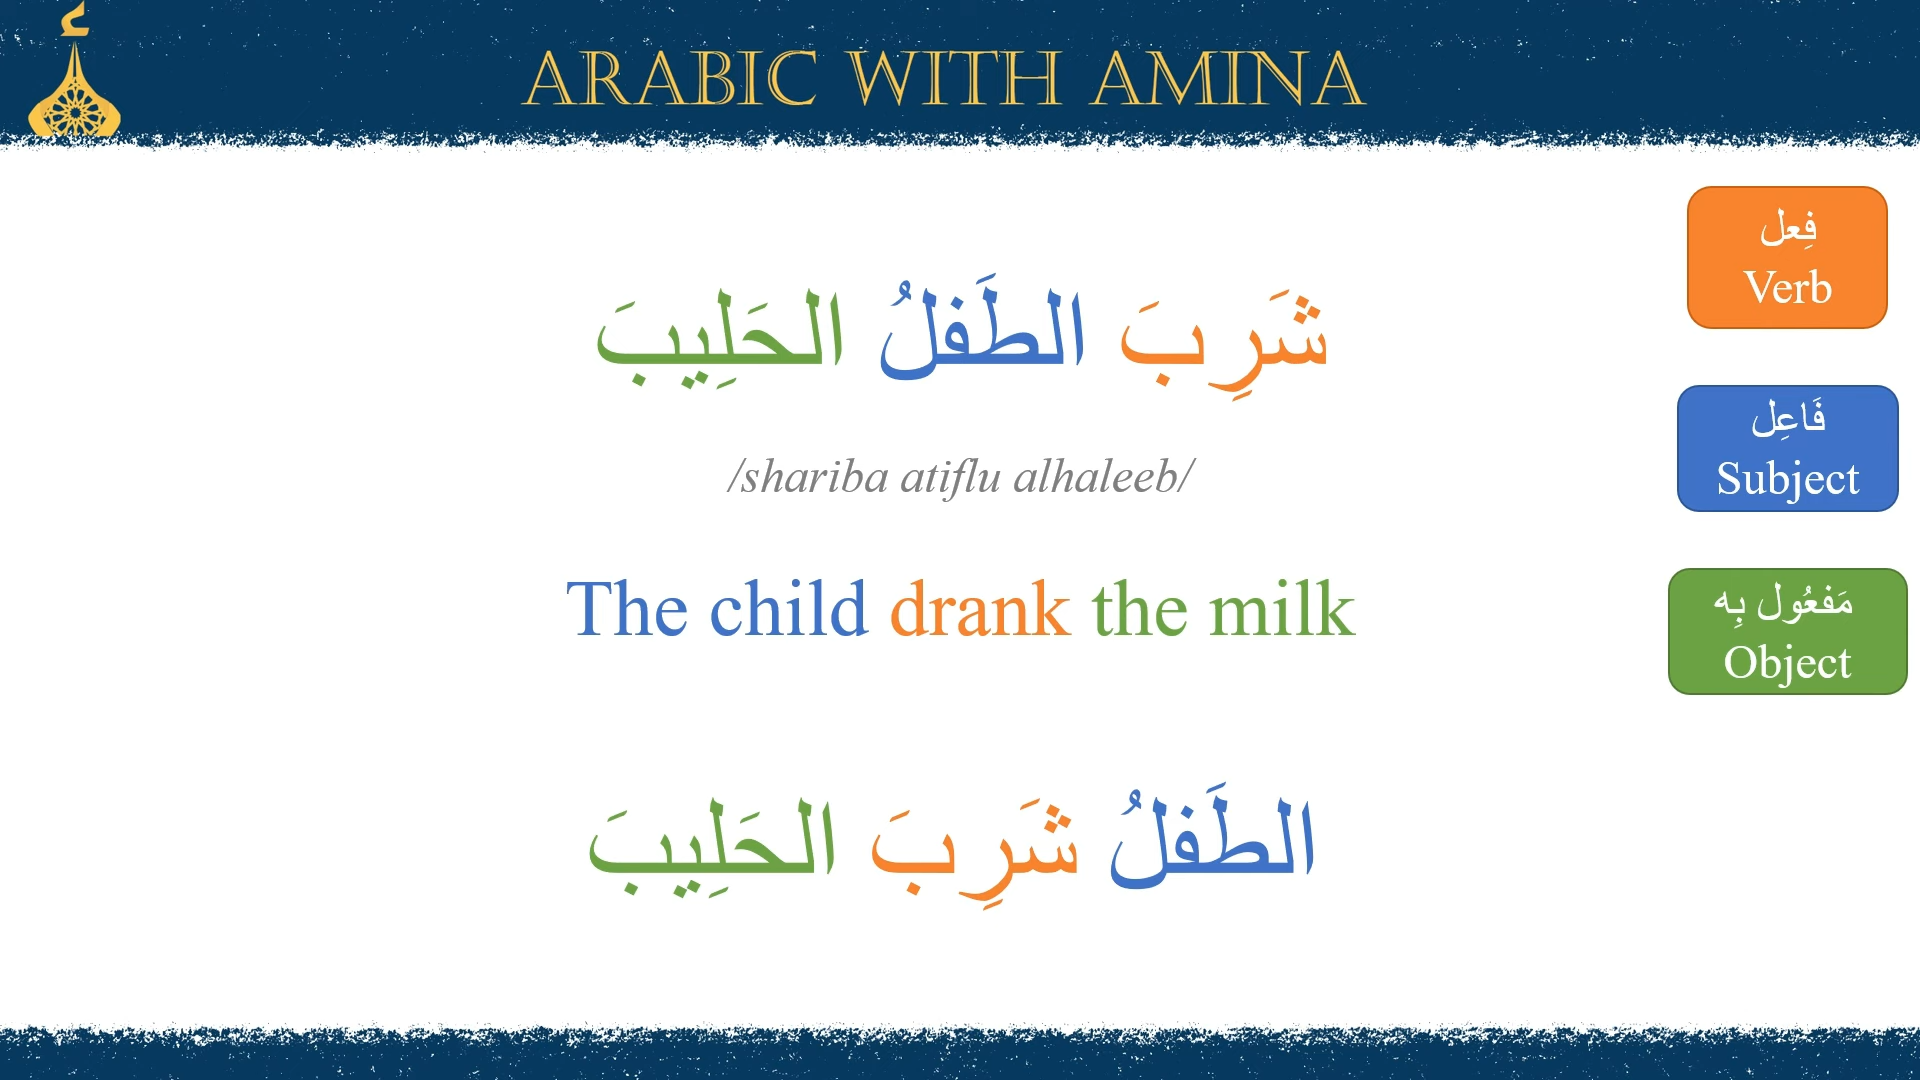 ARABIC WITH AMINA
شَرِبَ الطَفلُ الحَلِيبَ
/shariba atiflu alhaleeb/
The child drank the milk
الطَفلُ شَرِبَ الحَلِيبَ
فِعل
Verb
فَاعِل
Subject
مَفعُول بِه
Object